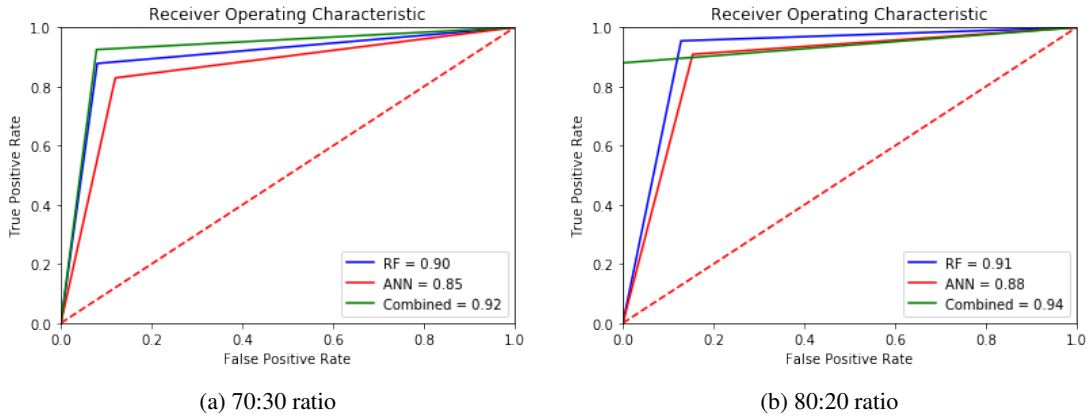 Receiver Operating Characteristic
1.0
0.8
0.6
0.4
0.2
0.0
True Positive Rate
0.0 0.2 0.4 0.6 0.8 1.0
False Positive Rate
RF = 0.90
ANN = 0.85
Combined = 0.92
(a) 70:30 ratio
Receiver Operating Characteristic
1.0
0.8
0.6
0.4
0.2
0.0
True Positive Rate
0.0 0.2 0.4 0.6 0.8 1.0
False Positive Rate
RF = 0.91
ANN = 0.88
Combined = 0.94
(b) 80:20 ratio